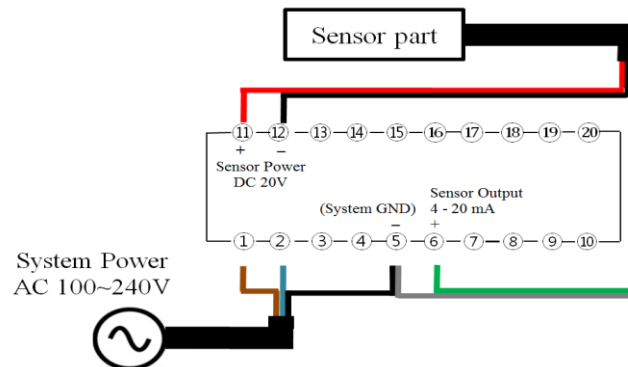 Sensor part
11 12 13 14 15 16 17 18 19 20
+ −
Sensor Power
DC 20V
Sensor Output
(System GND) 4 - 20 mA
− +
1 2 3 4 5 6 7 8 9 10
System Power
AC 100~240V